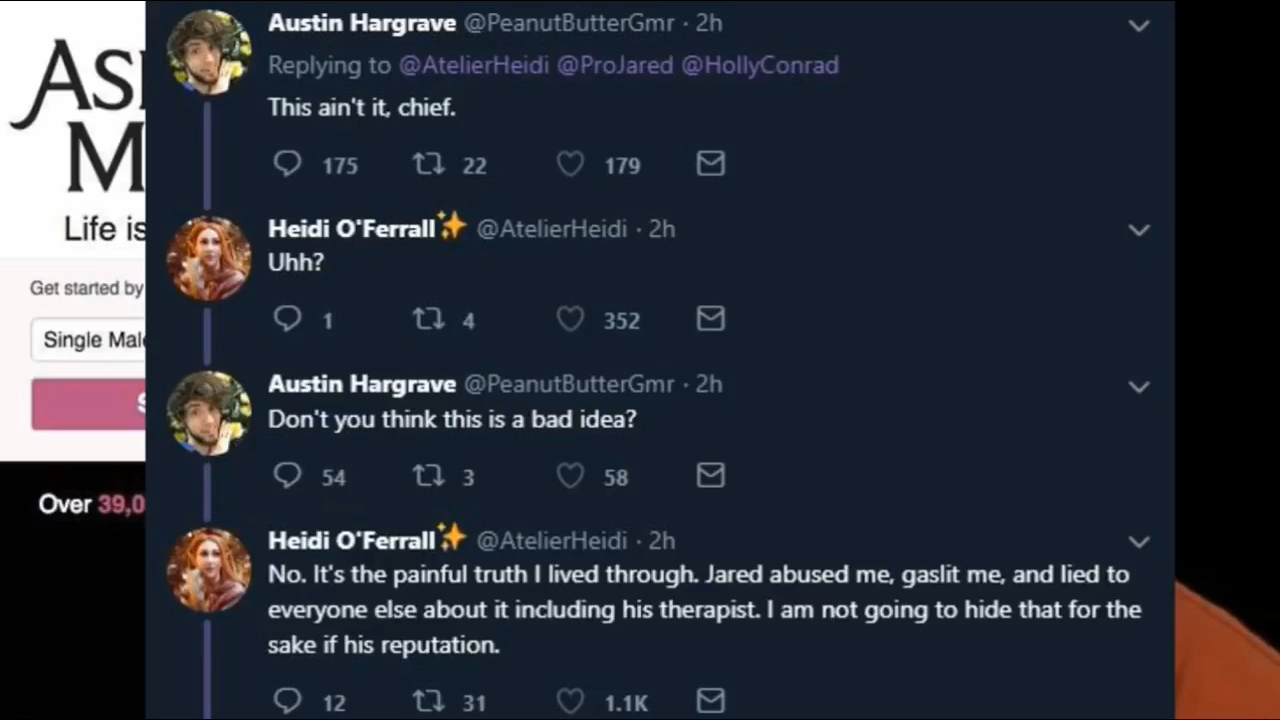 As
M
Life is
Get started by
Single Male
Over 39,0
Austin Hargrave @PeanutButterGmr · 2h
Replying to @AtelierHeidi @ProJared @HollyConrad
This ain't it, chief.
175 22 179
Heidi O'Ferrall✨ @AtelierHeidi · 2h
Uhh?
1 4 352
Austin Hargrave @PeanutButterGmr · 2h
Don't you think this is a bad idea?
54 3 58
Heidi O'Ferrall✨ @AtelierHeidi · 2h
No. It's the painful truth I lived through. Jared abused me, gaslit me, and lied to
everyone else about it including his therapist. I am not going to hide that for the
sake if his reputation.
12 31 1.1K